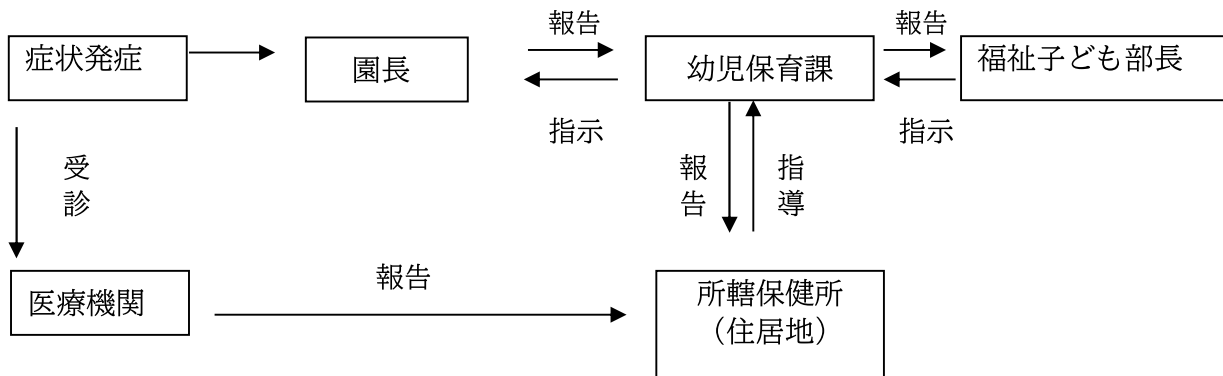 報告
報告
症状発症
園長
幼児保育課
福祉子ども部長
指示
指示
受診
報告
指導
報告
医療機関
所轄保健所
（住居地）